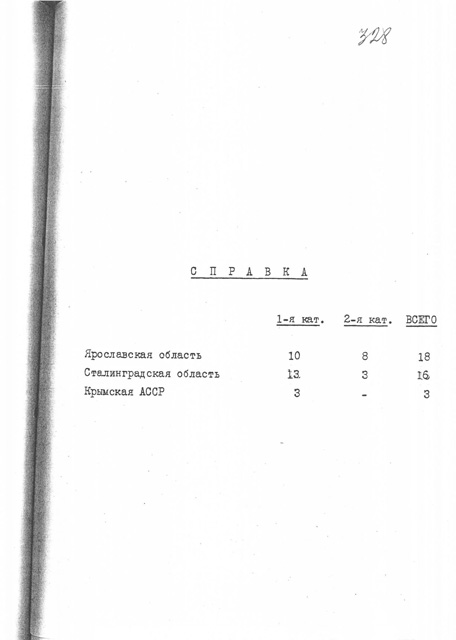 328
С П Р А В К А
1-я кат. 2-я кат. ВСЕГО
Ярославская область 10 8 18
Сталинградская область 13 3 16
Крымская АССР 3 - 3